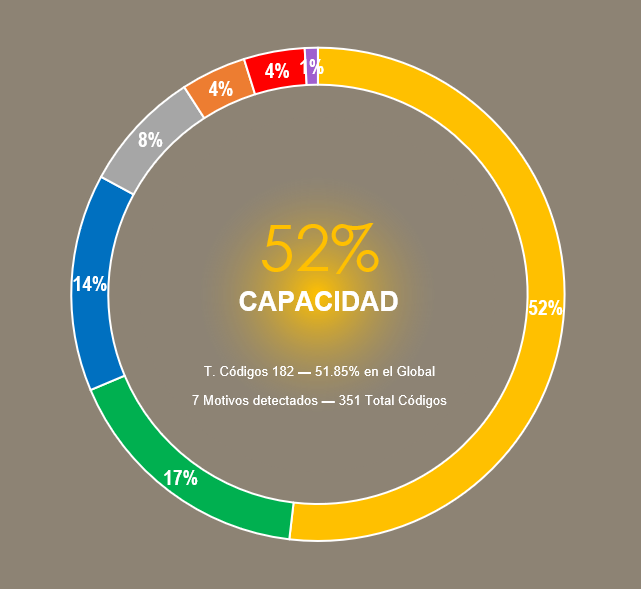 4%
4%
1%
8%
52%
CAPACIDAD
14%
52%
T. Códigos 182 — 51.85% en el Global
7 Motivos detectados — 351 Total Códigos
17%